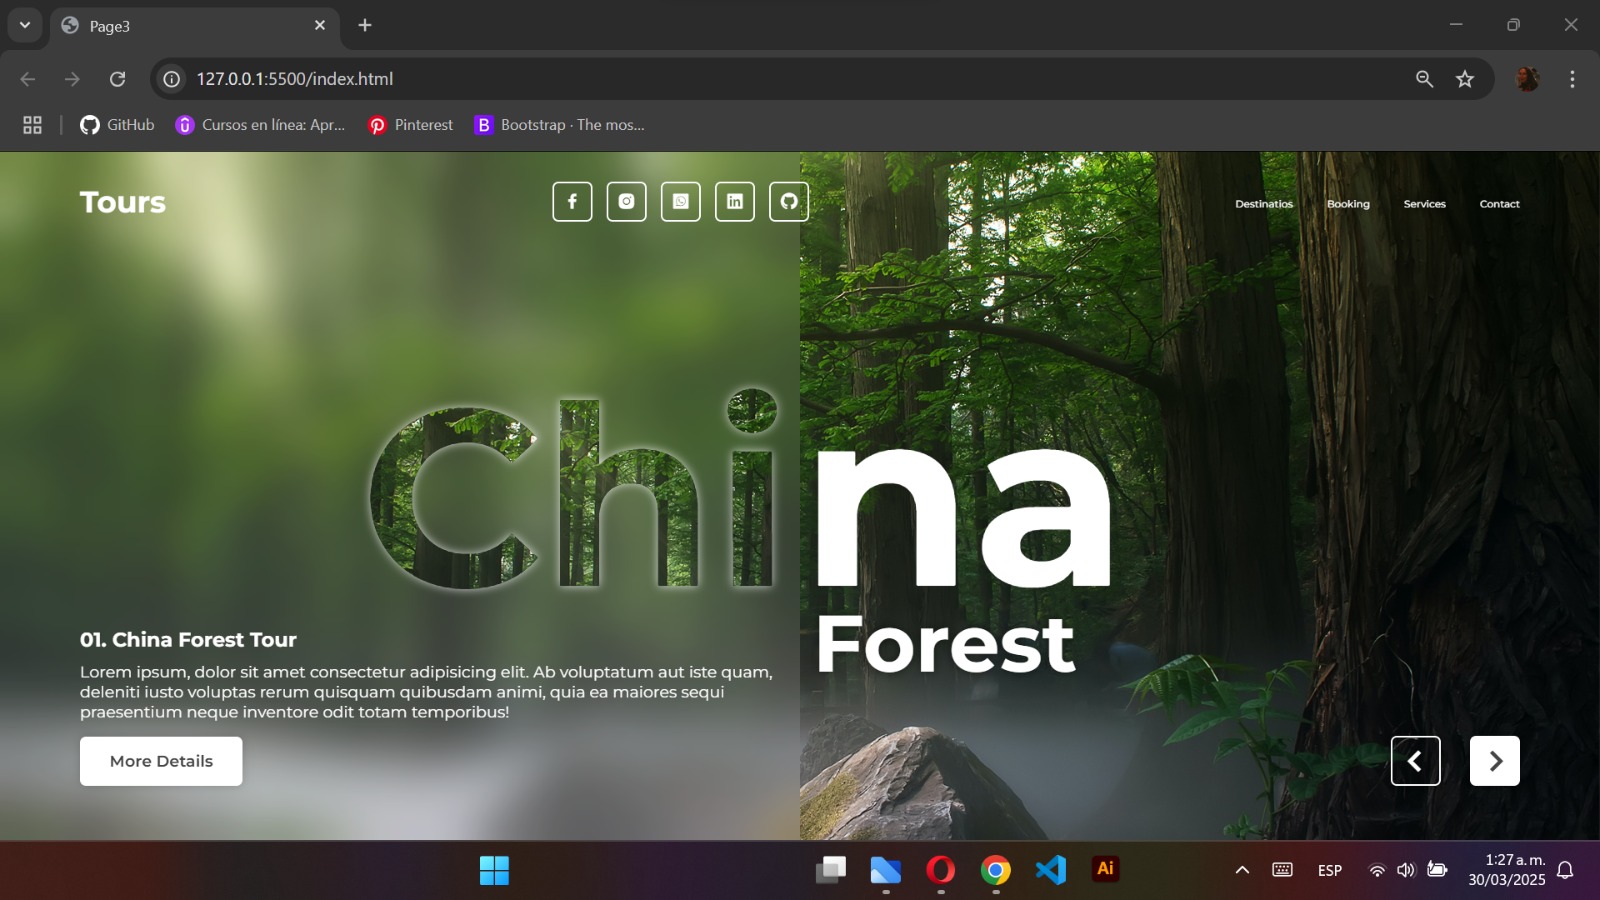 Page3
127.0.0.1:5500/index.html
GitHub
Cursos en línea: Apr...
Pinterest
B Bootstrap · The mos...
Tours
Destinatios Booking Services Contact
China
Forest
01. China Forest Tour
Lorem ipsum, dolor sit amet consectetur adipisicing elit. Ab voluptatum aut iste quam,
deleniti iusto voluptas rerum quisquam quibusdam animi, quia ea maiores sequi
praesentium neque inventore odit totam temporibus!
More Details
Ai
ESP
1:27 a. m.
30/03/2025